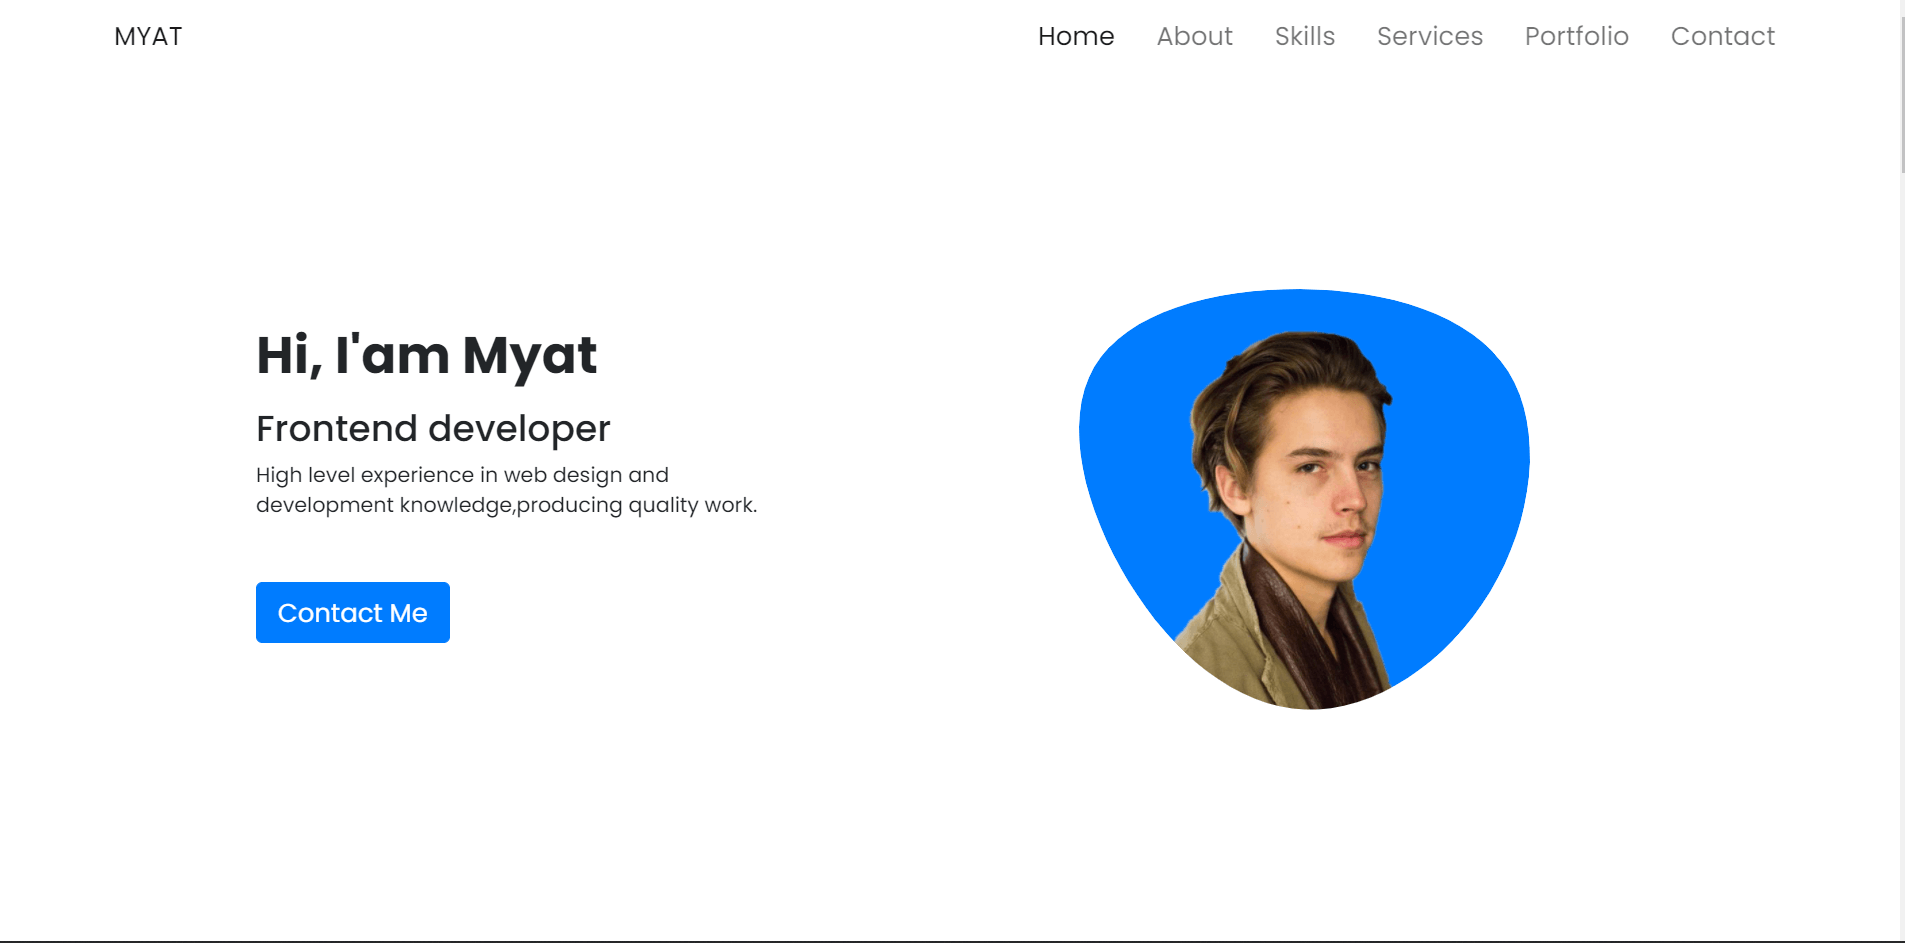 MYAT
Home About Skills Services Portfolio Contact
Hi, I'am Myat
Frontend developer
High level experience in web design and
development knowledge,producing quality work.
Contact Me